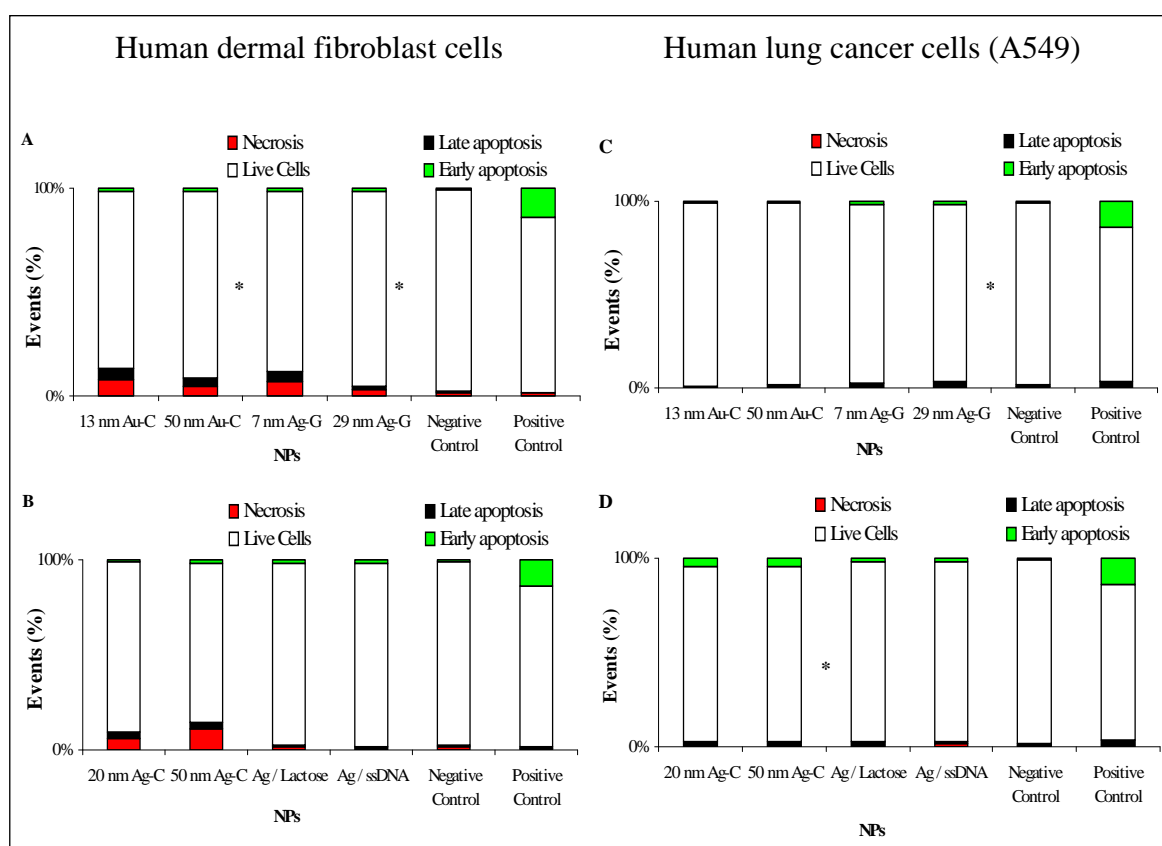 Human dermal fibroblast cells
Human lung cancer cells (A549)
A
Necrosis
Late apoptosis
Live Cells
Early apoptosis
100%
0%
Events (%)
*
*
13 nm Au-C
50 nm Au-C
7 nm Ag-G
29 nm Ag-G
Negative
Control
Positive
Control
NPs
C
Necrosis
Late apoptosis
Live Cells
Early apoptosis
100%
0%
Events (%)
*
13 nm Au-C
50 nm Au-C
7 nm Ag-G
29 nm Ag-G
Negative
Control
Positive
Control
NPs
B
Necrosis
Late apoptosis
Live Cells
Early apoptosis
100%
0%
Events (%)
20 nm Ag-C
50 nm Ag-C
Ag / Lactose
Ag / ssDNA
Negative
Control
Positive
Control
NPs
D
Necrosis
Late apoptosis
Live Cells
Early apoptosis
100%
0%
Events (%)
*
20 nm Ag-C
50 nm Ag-C
Ag / Lactose
Ag / ssDNA
Negative
Control
Positive
Control
NPs